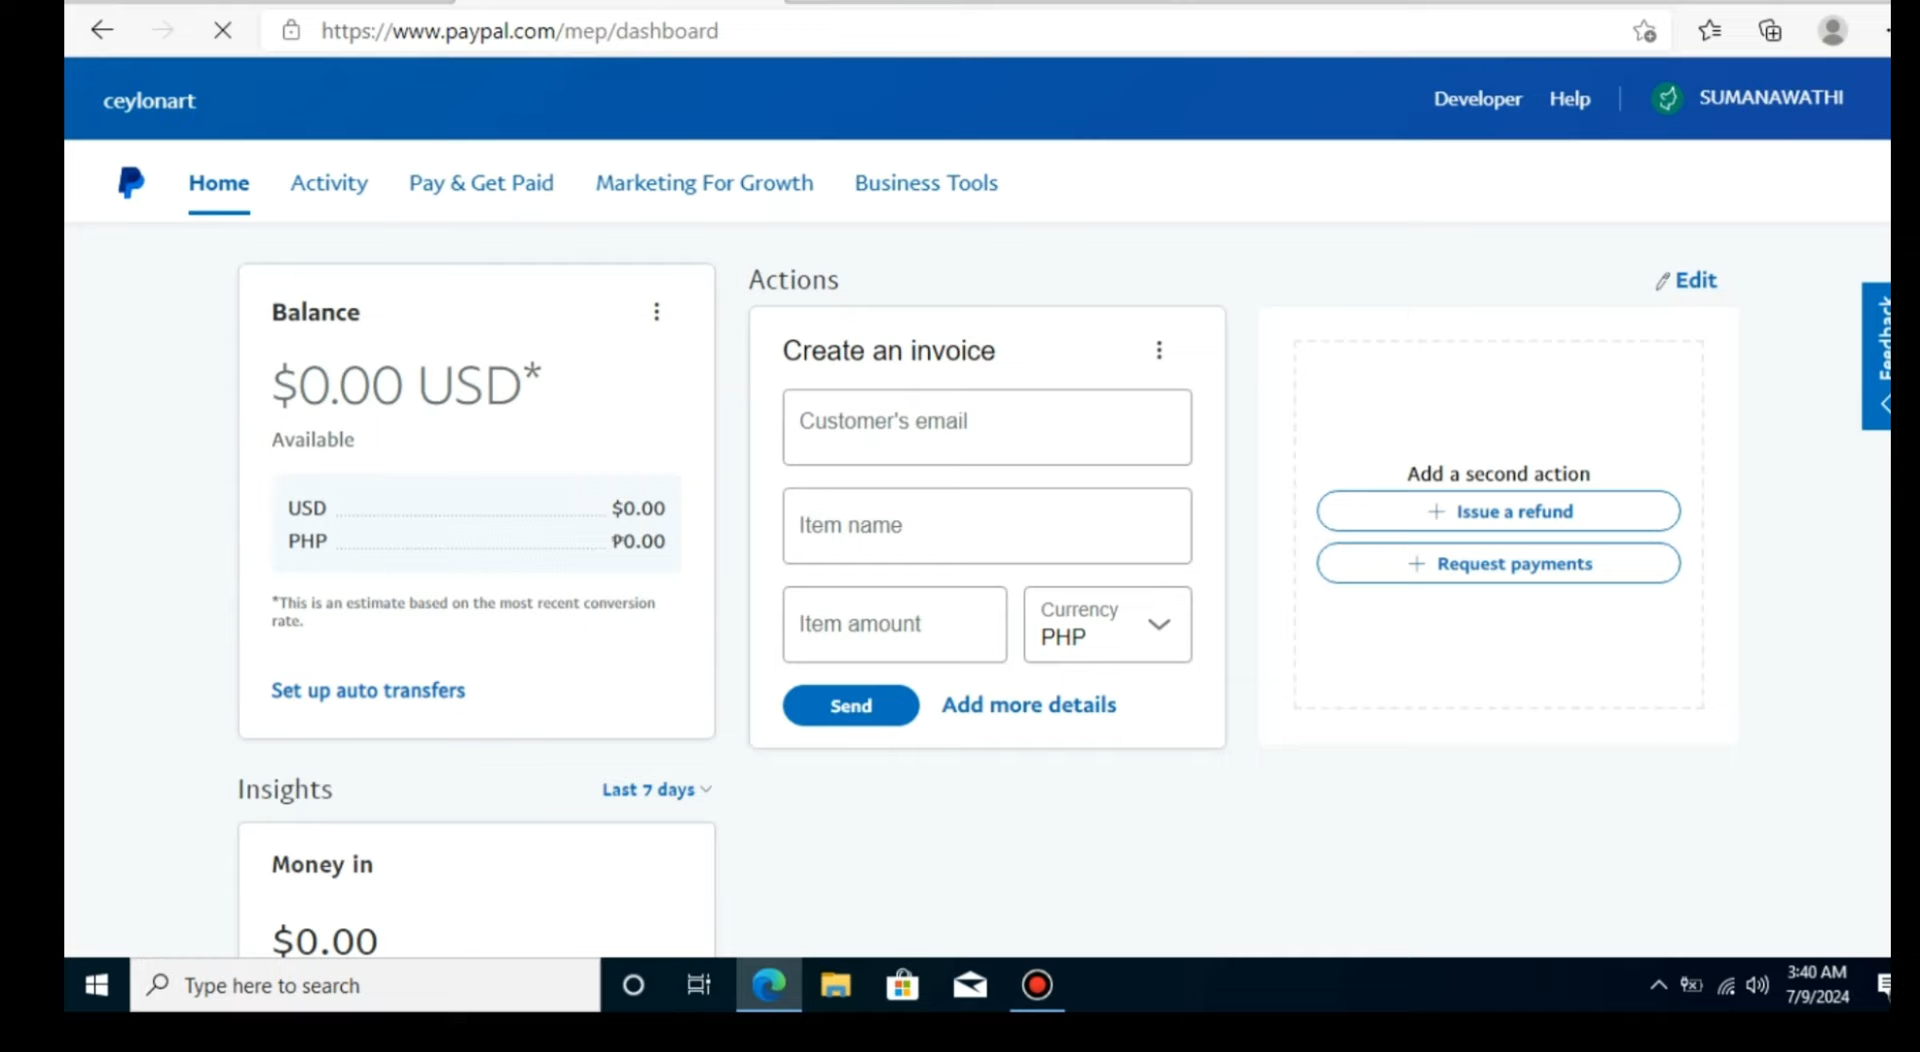 https://www.paypal.com/mep/dashboard
ceylonart
Developer Help SUMANAWATHI
Home Activity Pay & Get Paid Marketing For Growth Business Tools
Balance
$0.00 USD*
Available
USD $0.00
PHP ₱0.00
*This is an estimate based on the most recent conversion
rate.
Set up auto transfers
Actions
Edit
Create an invoice
Customer's email
Item name
Item amount
Currency
PHP
Send Add more details
Add a second action
+ Issue a refund
+ Request payments
Feedback
Insights
Last 7 days
Money in
$0.00
Type here to search
3:40 AM
7/9/2024